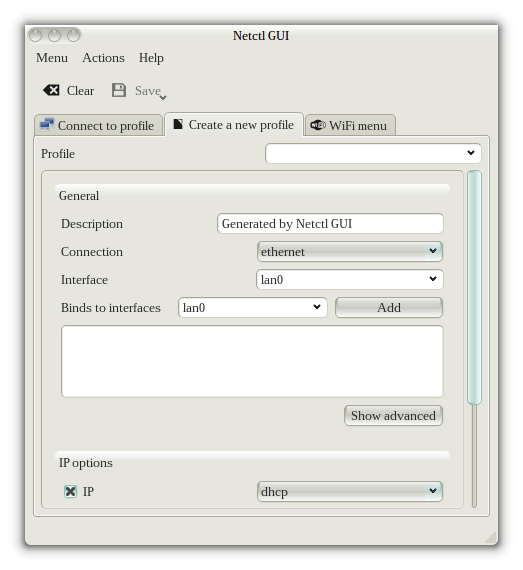 Netctl GUI
Menu Actions Help
Clear Save
Connect to profile Create a new profile WiFi menu
Profile
General
Description Generated by Netctl GUI
Connection ethernet
Interface lan0
Binds to interfaces lan0 Add
Show advanced
IP options
IP dhcp